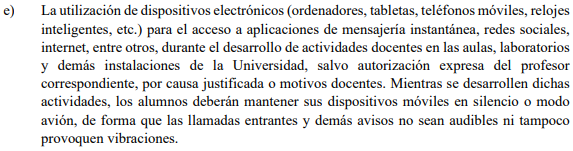 e) La utilización de dispositivos electrónicos (ordenadores, tabletas, teléfonos móviles, relojes
inteligentes, etc.) para el acceso a aplicaciones de mensajería instantánea, redes sociales,
internet, entre otros, durante el desarrollo de actividades docentes en las aulas, laboratorios
y demás instalaciones de la Universidad, salvo autorización expresa del profesor
correspondiente, por causa justificada o motivos docentes. Mientras se desarrollen dichas
actividades, los alumnos deberán mantener sus dispositivos móviles en silencio o modo
avión, de forma que las llamadas entrantes y demás avisos no sean audibles ni tampoco
provoquen vibraciones.